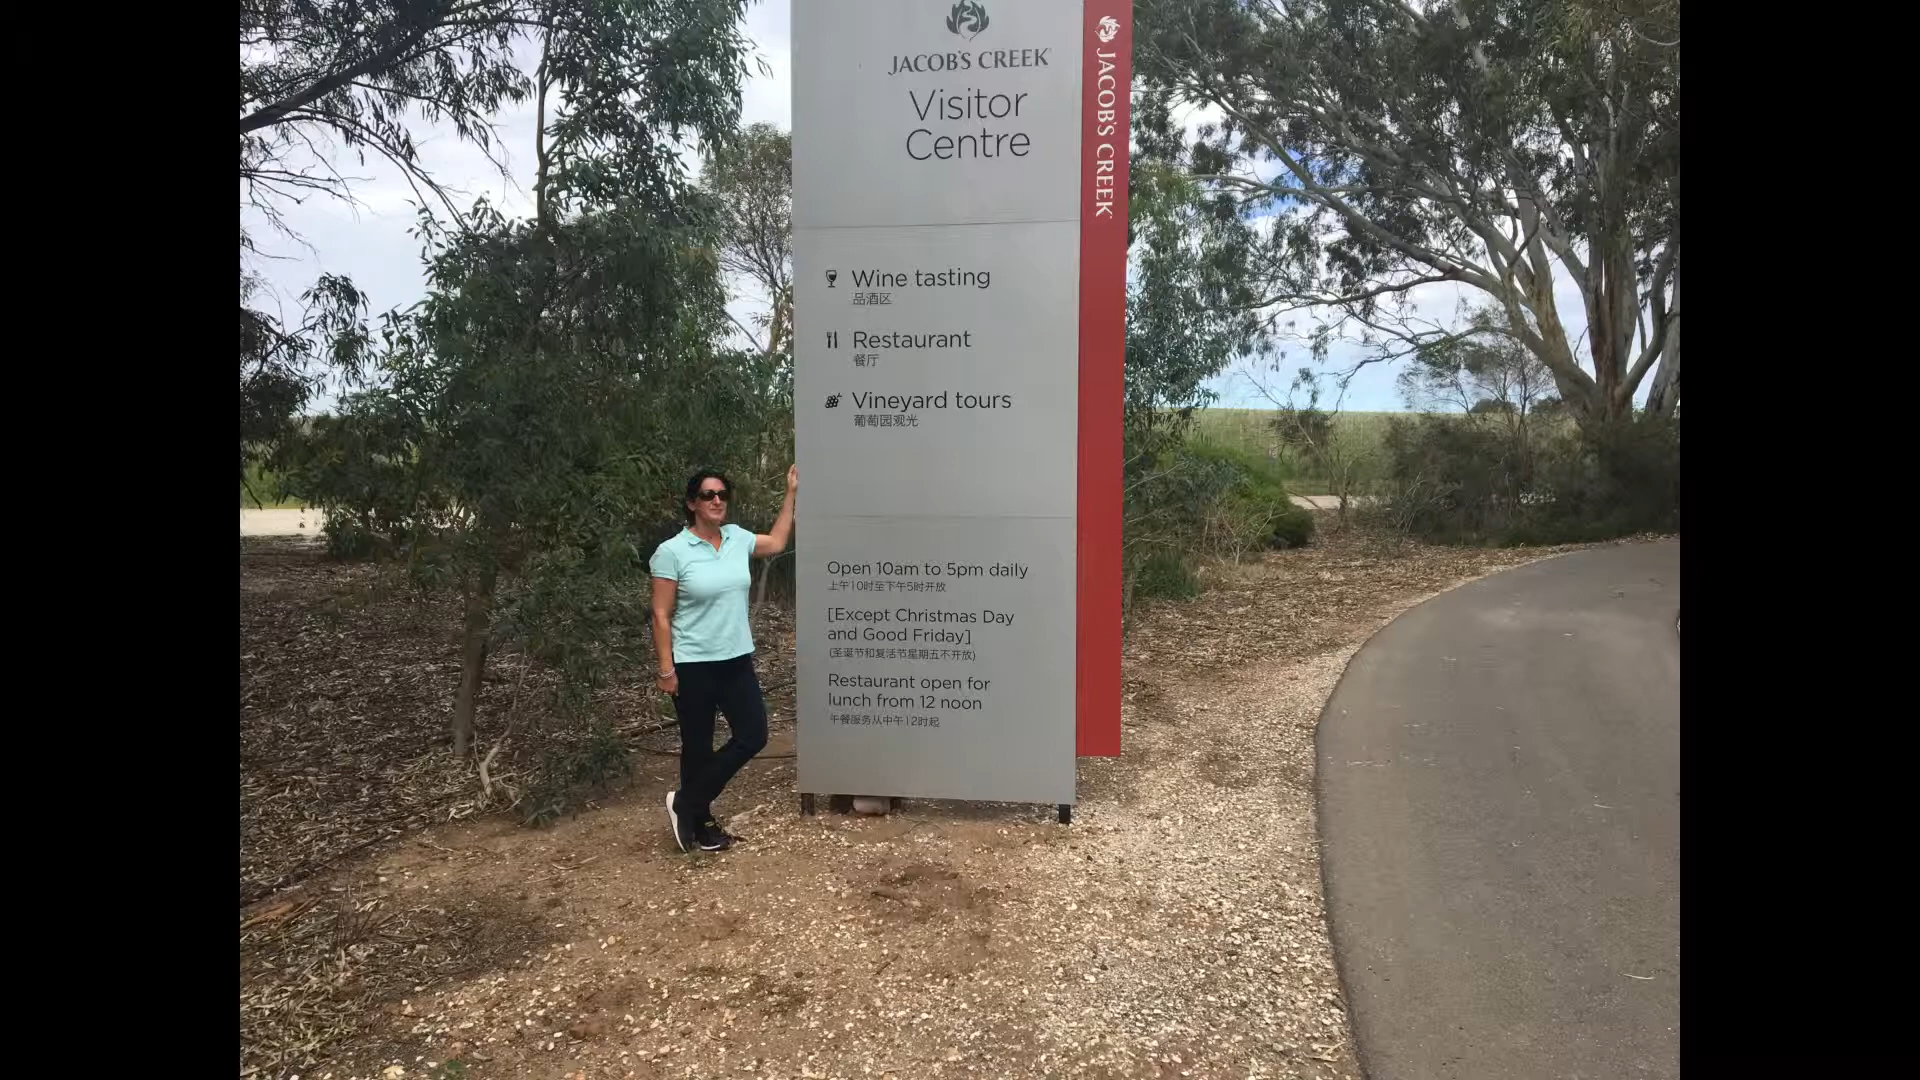 JACOB'S CREEK
Visitor
Centre
Wine tasting
品酒区
Restaurant
餐厅
Vineyard tours
葡萄园观光
Open 10am to 5pm daily
上午10时至下午5时开放
[Except Christmas Day
and Good Friday]
(圣诞节和复活节星期五不开放)
Restaurant open for
lunch from 12 noon
午餐服务从中午12时起
JACOB'S CREEK